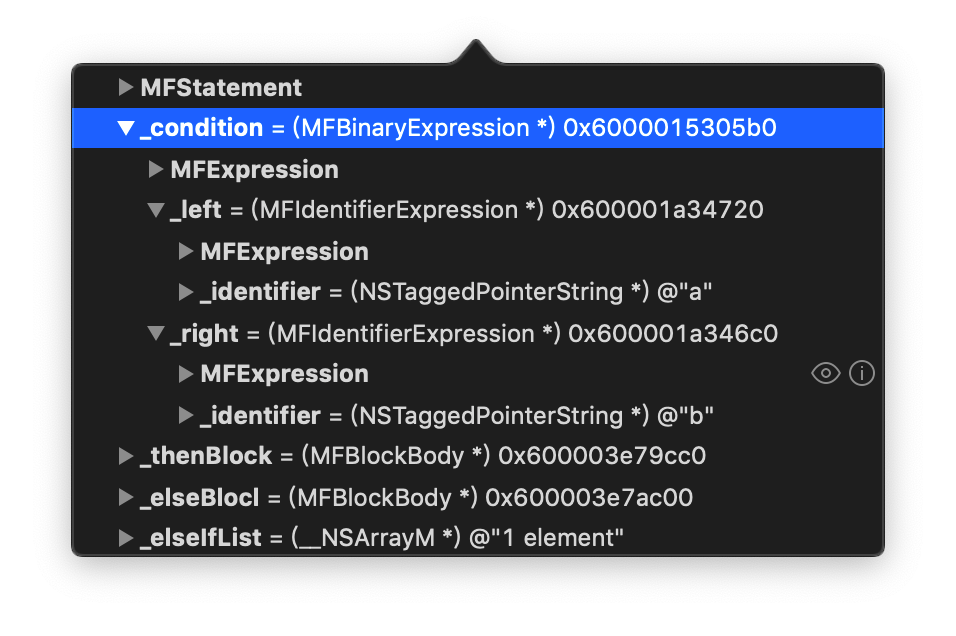 MFStatement
_condition = (MFBinaryExpression *) 0x6000015305b0
MFExpression
_left = (MFIdentifierExpression *) 0x600001a34720
MFExpression
_identifier = (NSTaggedPointerString *) @"a"
_right = (MFIdentifierExpression *) 0x600001a346c0
MFExpression
_identifier = (NSTaggedPointerString *) @"b"
_thenBlock = (MFBlockBody *) 0x600003e79cc0
_elseBlocl = (MFBlockBody *) 0x600003e7ac00
_elseIfList = (__NSArrayM *) @"1 element"